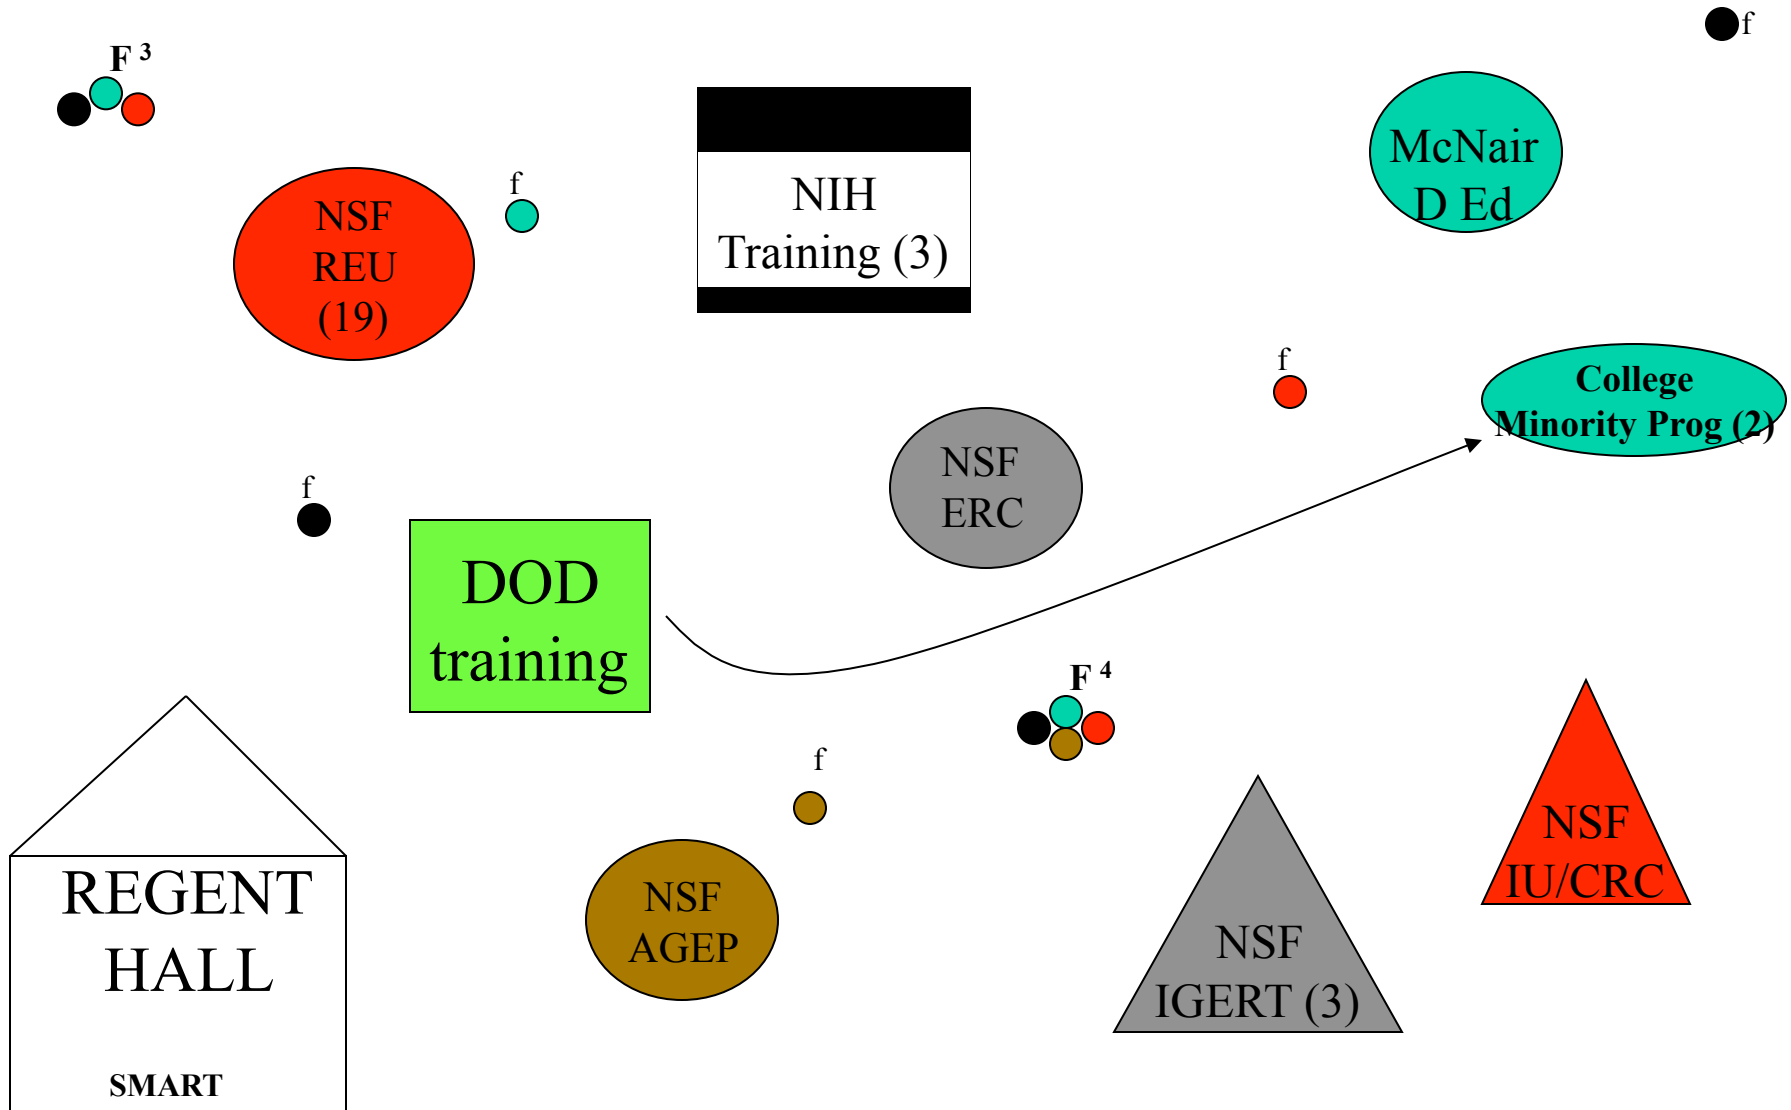 f
F 3
McNair
D Ed
f
NIH
Training (3)
NSF
REU
(19)
f
College
Minority Prog (2)
NSF
ERC
f
DOD
training
F 4
f
NSF
IU/CRC
REGENT
HALL
NSF
AGEP
NSF
IGERT (3)
SMART